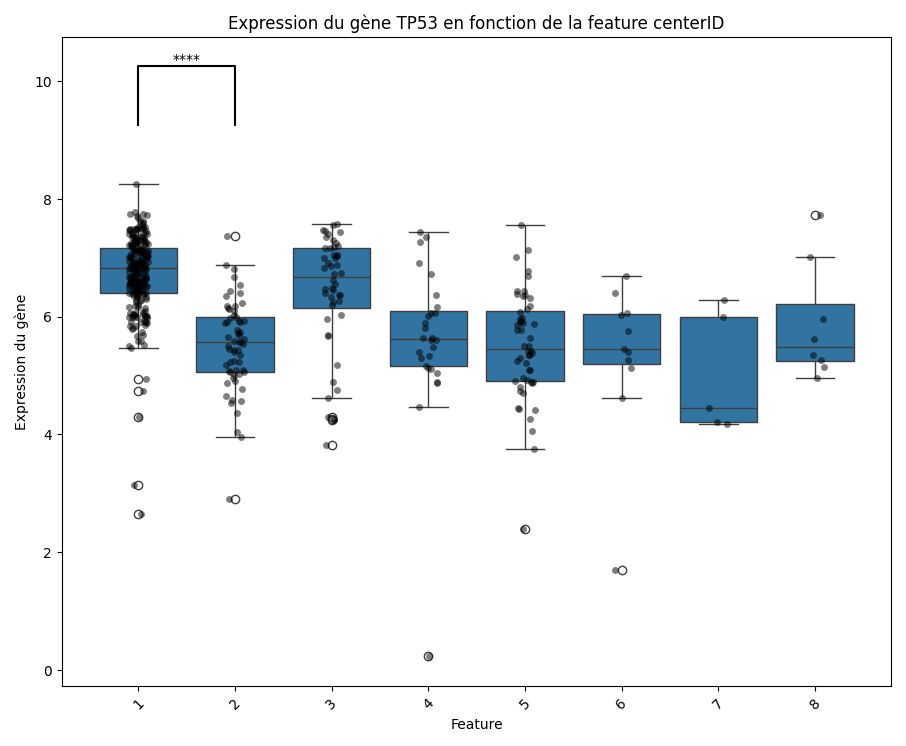 Expression du gène TP53 en fonction de la feature centerID
****
10
8
6
4
2
0
Expression du gène
1 2 3 4 5 6 7 8
Feature